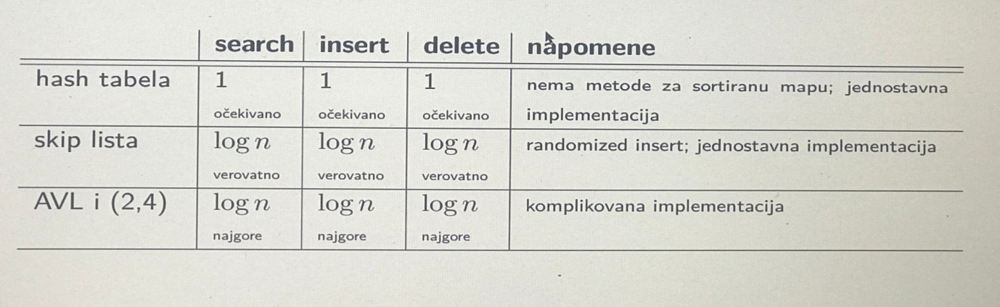 search insert delete napomene
hash tabela 1 1 1 nema metode za sortiranu mapu; jednostavna
očekivano očekivano očekivano implementacija
skip lista log n log n log n randomized insert; jednostavna implementacija
verovatno verovatno verovatno
AVL i (2,4) log n log n log n komplikovana implementacija
najgore najgore najgore